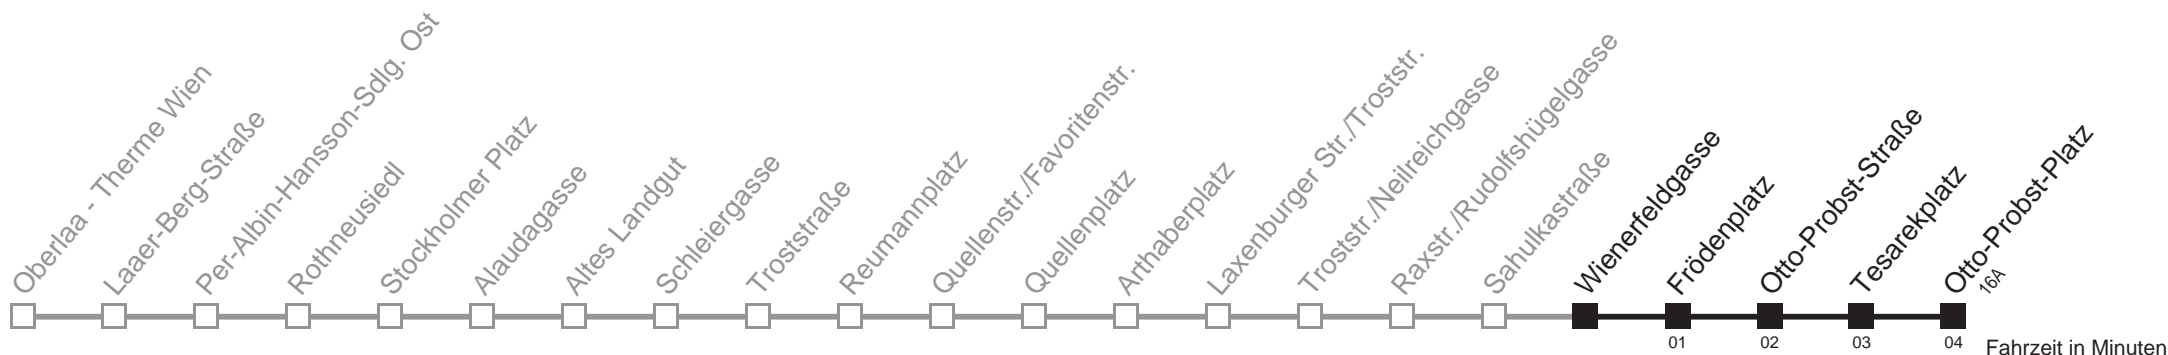 Oberlaa - Therme Wien
Laaer-Berg-Straße
Per-Albin-Hansson-Sdlg. Ost
Rothneusiedl
Stockholmer Platz
Alaudagasse
Altes Landgut
Schleiergasse
Troststraße
Reumannplatz
Quellenstr./Favoritenstr.
Quellenplatz
Arthaberplatz
Laxenburger Str./Troststr.
Troststr./Neilreichgasse
Raxstr./Rudolfshügelgasse
Sahulkastraße
Wienerfeldgasse
Frödenplatz
Otto-Probst-Straße
Tesarekplatz
Otto-Probst-Platz
16A
01 02 03 04 Fahrzeit in Minuten